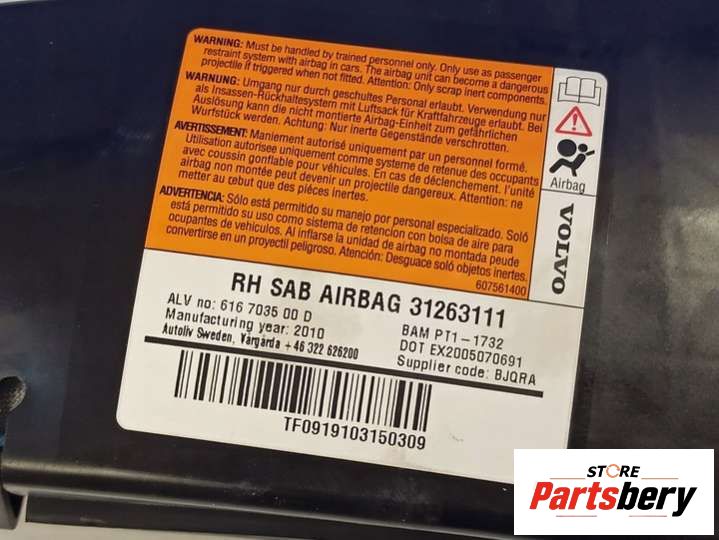 WARNING: Must be handled by trained personnel only. Only use as passenger
restraint system with airbag in cars. The airbag unit can become a dangerous
projectile if triggered when not fitted. Attention: Only scrap inert components.
WARNUNG: Umgang nur durch geschultes Personal erlaubt. Verwendung nur
als Insassen-Rückhaltesystem mit Luftsack für Kraftfahrzeuge erlaubt. Bei
Auslösung kann die nicht montierte Airbag-Einheit zum gefährlichen
Wurfstück werden. Achtung: Nur inerte Gegenstände verschrotten.
AVERTISSEMENT: Maniement autorisé uniquement par un personnel formé.
Utilisation autorisee uniquement comme systeme de retenue des occupants
avec coussin gonflable pour véhicules. En cas de déclenchement, l'unité
airbag non montée peut devenir un projectile dangereux. Attention: ne
metter au rebut que des piéces inertes.
ADVERTENCIA: Sólo está permitido su manejo por personal especializado. Soló
está permitido su uso como sistema de retencion con bolsa de aire para
ocupantes de vehiculos. Al inflarse la unidad de airbag no montada peude
convertirse en un proyectil peligroso. Atención: Desguace soló objetos inertes.
607561400
Airbag
VOLVO
RH SAB AIRBAG 31263111
ALV no: 616 7035 00 D
Manufacturing year: 2010
Autoliv Sweden, Vårgårda +46 322 626200
BAM PT1-1732
DOT EX2005070691
Supplier code: BJQRA
TF0919103150309
STORE
Partsbery